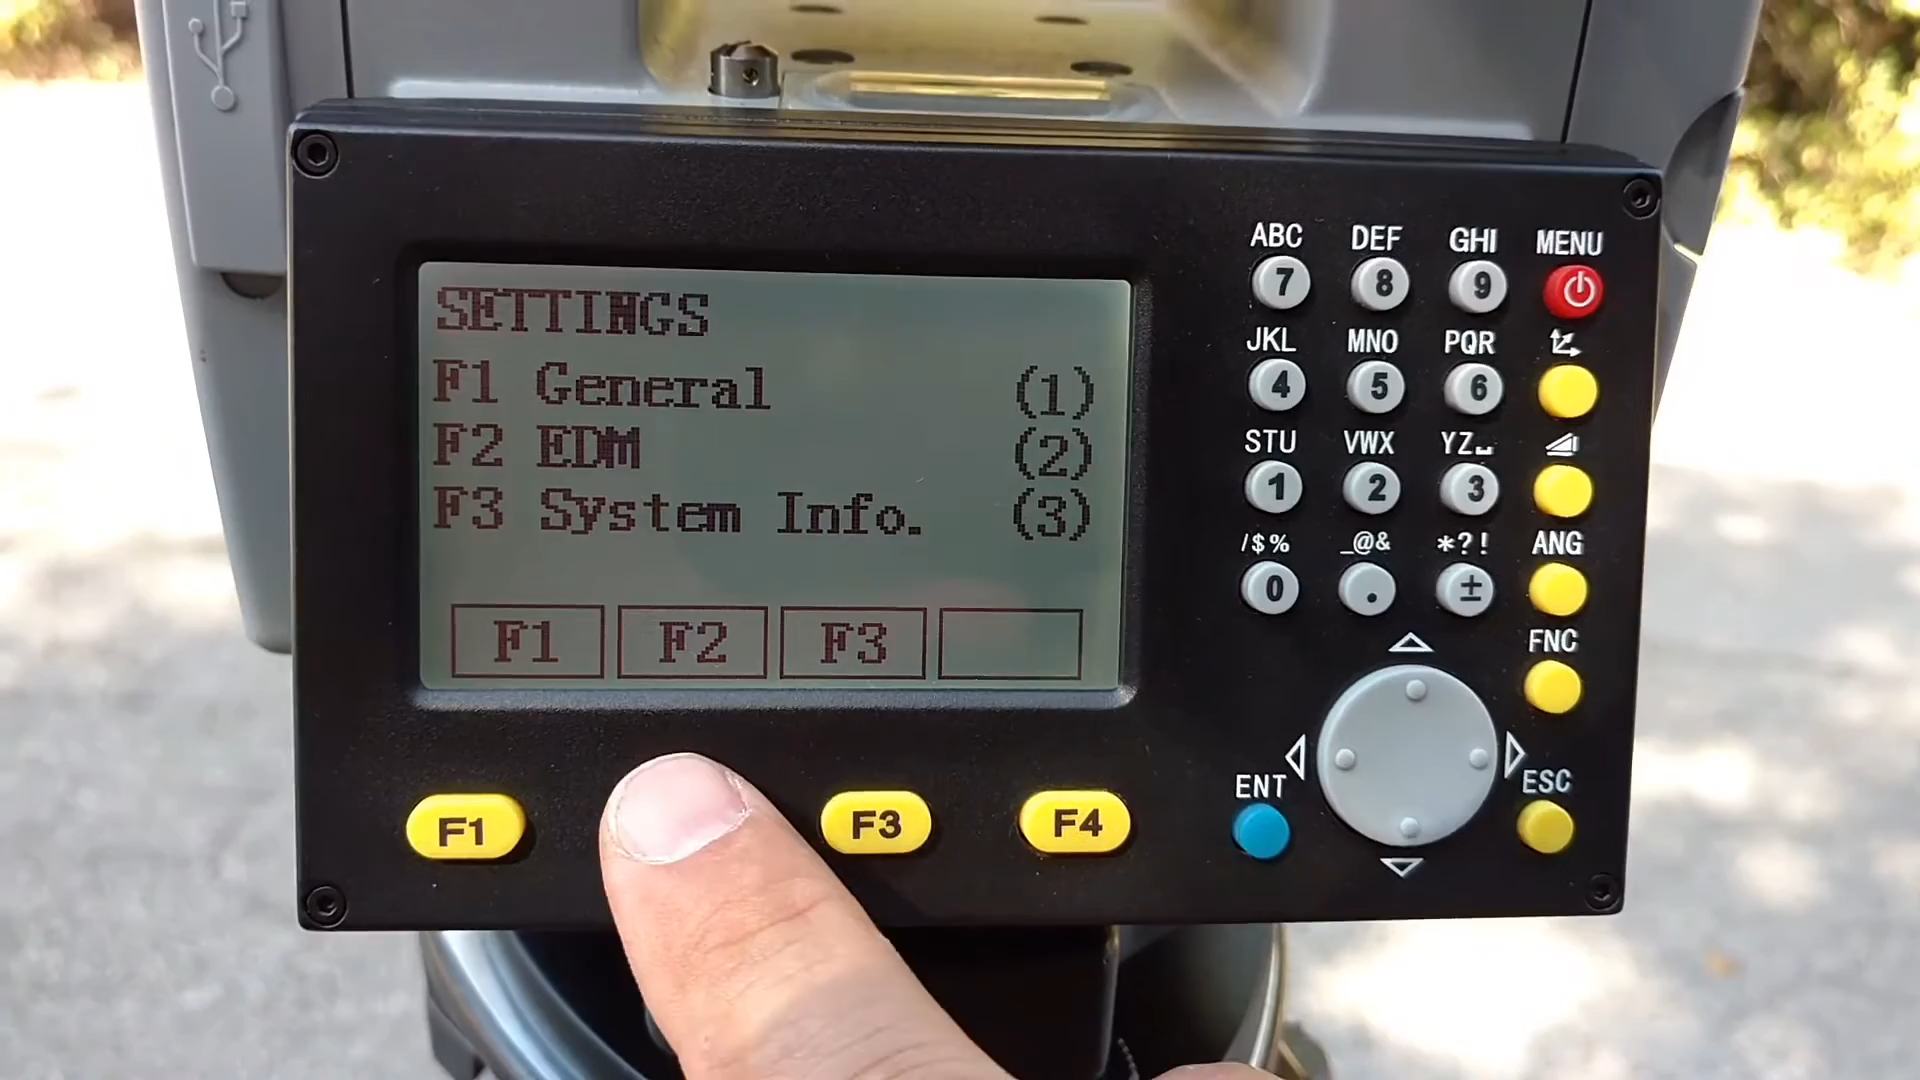 SETTINGS
F1 General (1)
F2 EDM (2)
F3 System Info. (3)
F1 F2 F3
F1 F3 F4
ABC DEF GHI MENU
7 8 9
JKL MNO PQR
4 5 6
STU VWX YZ␣
1 2 3
/$% _@& *?! ANG
0 . ±
FNC
ENT ESC